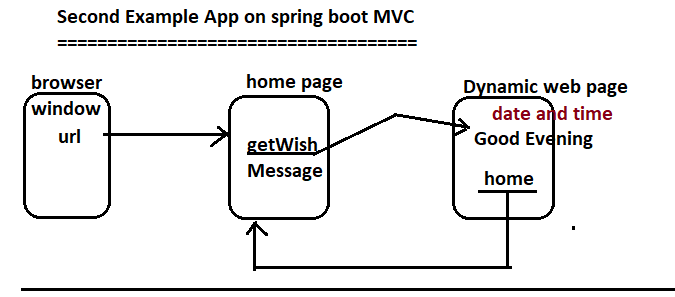 Second Example App on spring boot MVC
====================================
browser
window
url
home page
getWish
Message
Dynamic web page
date and time
Good Evening
home